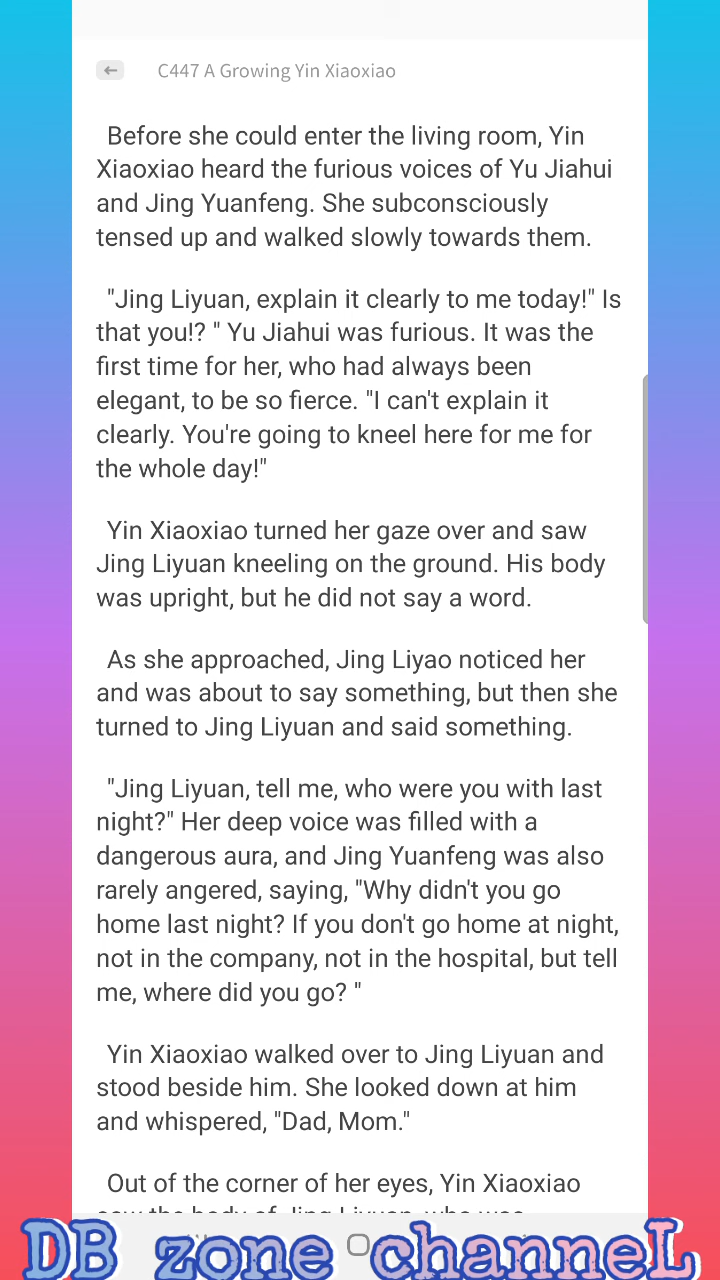 C447 A Growing Yin Xiaoxiao
Before she could enter the living room, Yin
Xiaoxiao heard the furious voices of Yu Jiahui
and Jing Yuanfeng. She subconsciously
tensed up and walked slowly towards them.
"Jing Liyuan, explain it clearly to me today!" Is
that you!? " Yu Jiahui was furious. It was the
first time for her, who had always been
elegant, to be so fierce. "I can't explain it
clearly. You're going to kneel here for me for
the whole day!"
Yin Xiaoxiao turned her gaze over and saw
Jing Liyuan kneeling on the ground. His body
was upright, but he did not say a word.
As she approached, Jing Liyao noticed her
and was about to say something, but then she
turned to Jing Liyuan and said something.
"Jing Liyuan, tell me, who were you with last
night?" Her deep voice was filled with a
dangerous aura, and Jing Yuanfeng was also
rarely angered, saying, "Why didn't you go
home last night? If you don't go home at night,
not in the company, not in the hospital, but tell
me, where did you go? "
Yin Xiaoxiao walked over to Jing Liyuan and
stood beside him. She looked down at him
and whispered, "Dad, Mom."
Out of the corner of her eyes, Yin Xiaoxiao
saw the body of Jing Liyuan, who was
DB zone channeL